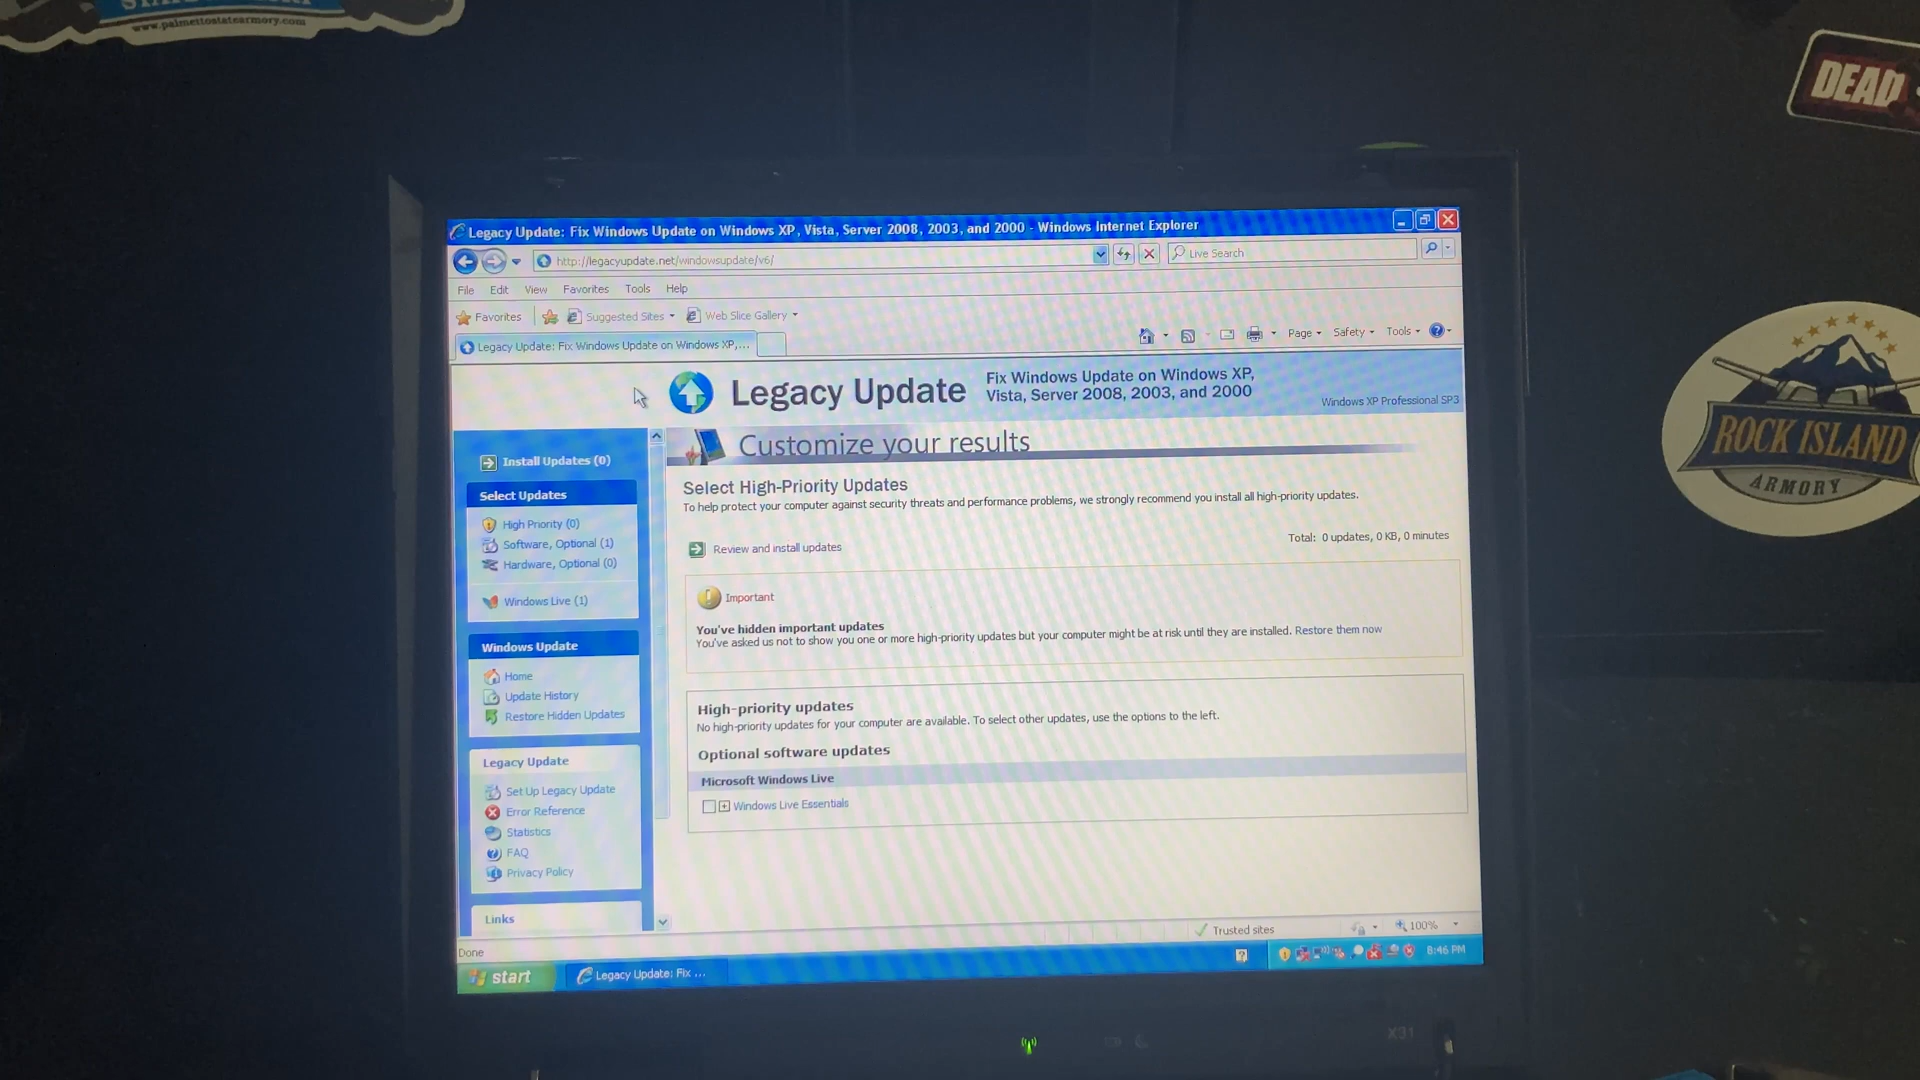 www.palmettostatearmory.com
DEAD
Legacy Update: Fix Windows Update on Windows XP, Vista, Server 2008, 2003, and 2000 - Windows Internet Explorer
http://legacyupdate.net/windowsupdate/v6/
Live Search
File Edit View Favorites Tools Help
Favorites Suggested Sites Web Slice Gallery
Legacy Update: Fix Windows Update on Windows XP,...
Page Safety Tools
Legacy Update
Fix Windows Update on Windows XP,
Vista, Server 2008, 2003, and 2000
Windows XP Professional SP3
Install Updates (0)
Select Updates
High Priority (0)
Software, Optional (1)
Hardware, Optional (0)
Windows Live (1)
Windows Update
Home
Update History
Restore Hidden Updates
Legacy Update
Set Up Legacy Update
Error Reference
Statistics
FAQ
Privacy Policy
Links
Customize your results
Select High-Priority Updates
To help protect your computer against security threats and performance problems, we strongly recommend you install all high-priority updates.
Review and install updates
Total: 0 updates, 0 KB, 0 minutes
Important
You've hidden important updates
You've asked us not to show you one or more high-priority updates but your computer might be at risk until they are installed. Restore them now
High-priority updates
No high-priority updates for your computer are available. To select other updates, use the options to the left.
Optional software updates
Microsoft Windows Live
Windows Live Essentials
Done
Trusted sites
100%
start
Legacy Update: Fix ...
8:46 PM
X31
ROCK ISLAND
ARMORY